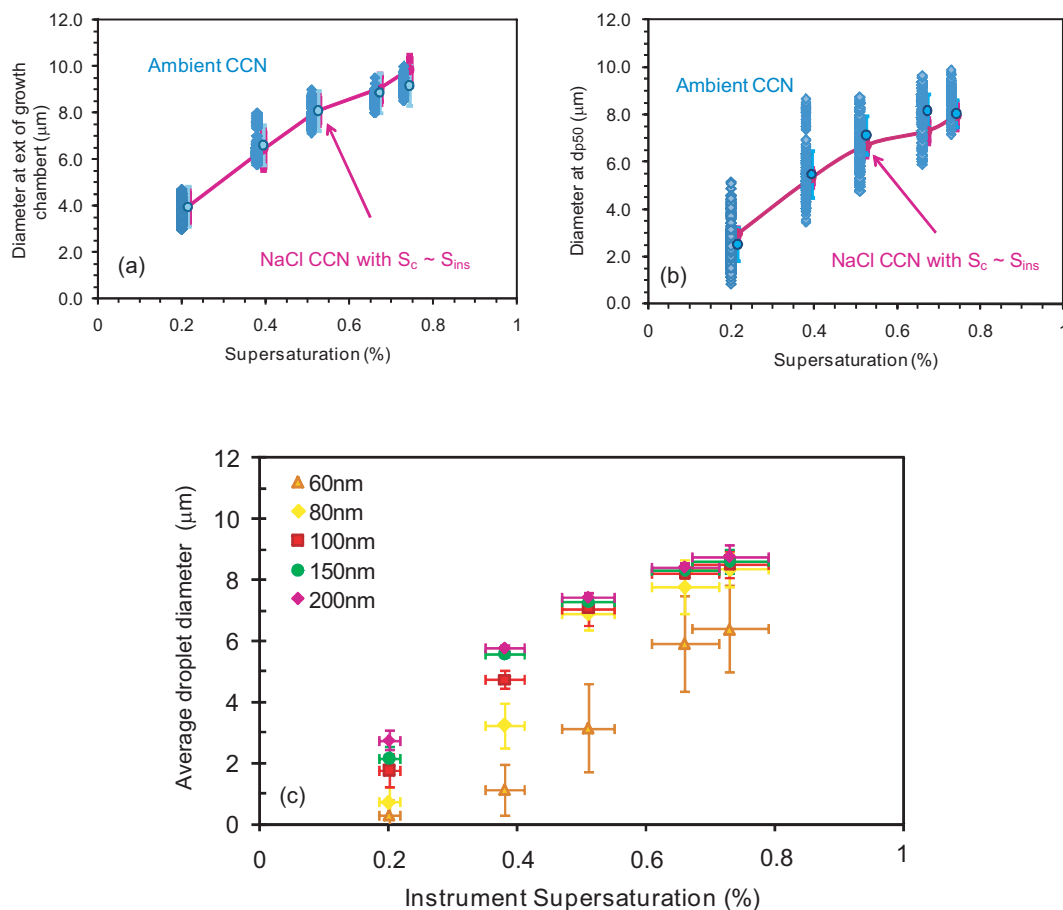 12.0
10.0
8.0
6.0
4.0
2.0
0.0
Diameter at ext of growth
chambert (μm)
Ambient CCN
NaCl CCN with Sc ~ Sins
(a)
0 0.2 0.4 0.6 0.8 1
Supersaturation (%)
12.0
10.0
8.0
6.0
4.0
2.0
0.0
Diameter at dp50 (μm)
Ambient CCN
NaCl CCN with Sc ~ Sins
(b)
0 0.2 0.4 0.6 0.8 1
Supersaturation (%)
12
10
8
6
4
2
0
Average droplet diameter (μm)
60nm
80nm
100nm
150nm
200nm
(c)
0 0.2 0.4 0.6 0.8 1
Instrument Supersaturation (%)